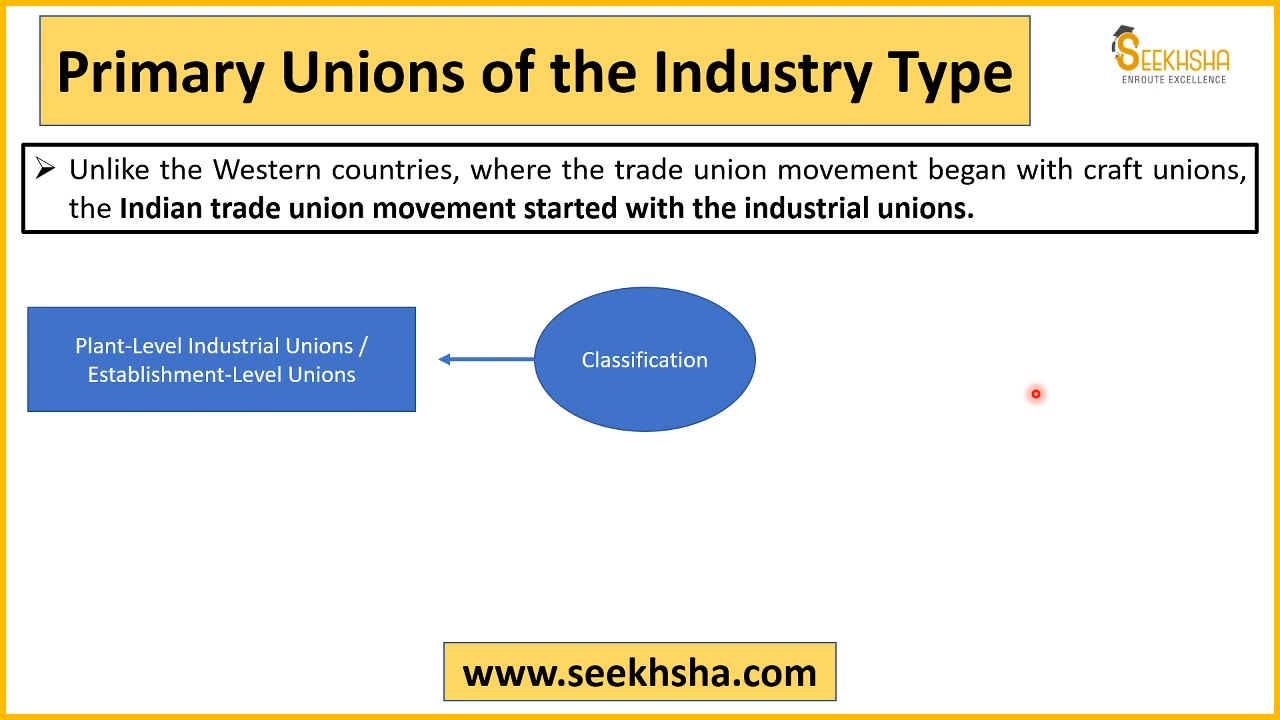 Primary Unions of the Industry Type
SEEKHSHA
ENROUTE EXCELLENCE
Unlike the Western countries, where the trade union movement began with craft unions,
the Indian trade union movement started with the industrial unions.
Plant-Level Industrial Unions /
Establishment-Level Unions
Classification
www.seekhsha.com